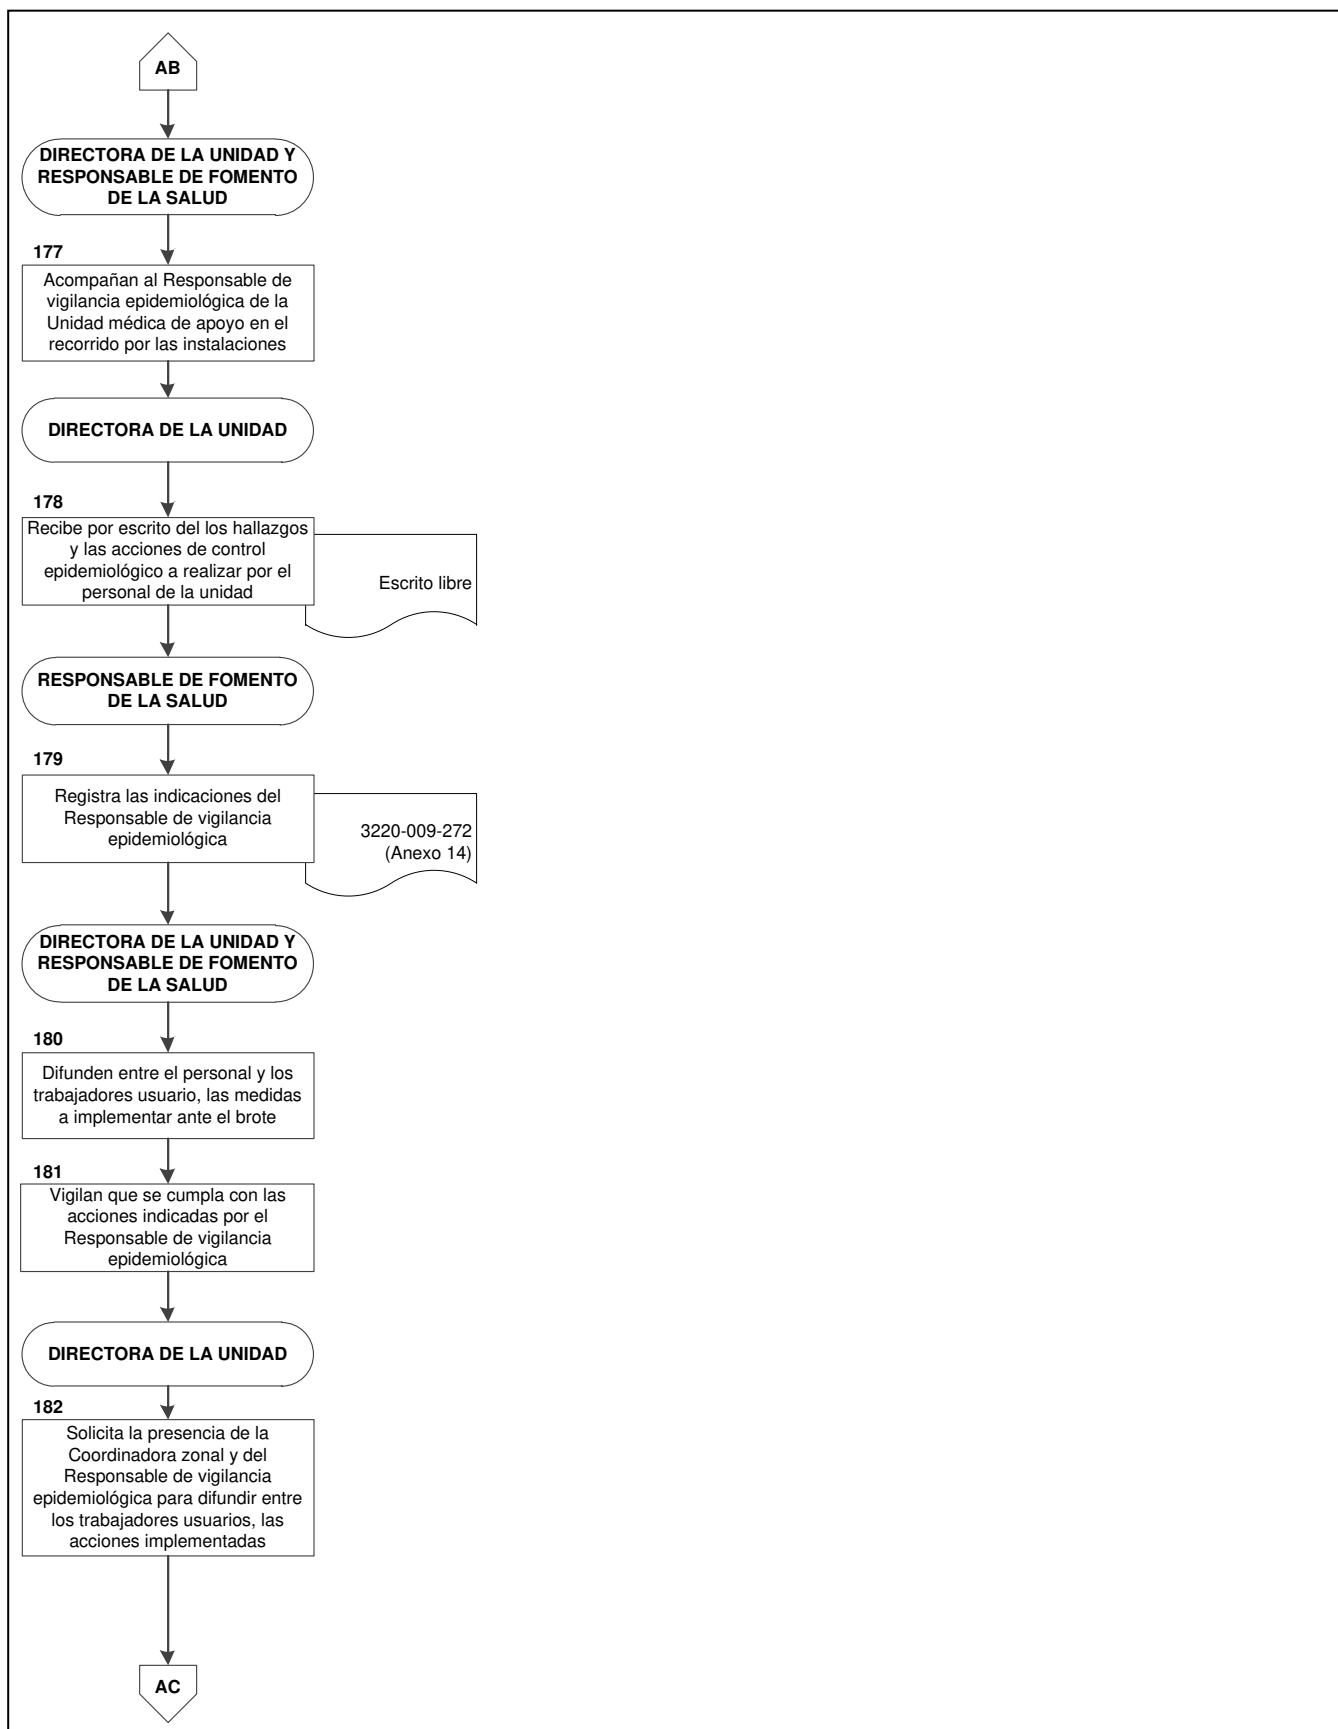 AB
DIRECTORA DE LA UNIDAD Y
RESPONSABLE DE FOMENTO
DE LA SALUD
177
Acompañan al Responsable de
vigilancia epidemiológica de la
Unidad médica de apoyo en el
recorrido por las instalaciones
DIRECTORA DE LA UNIDAD
178
Recibe por escrito del los hallazgos
y las acciones de control
epidemiológico a realizar por el
personal de la unidad
Escrito libre
RESPONSABLE DE FOMENTO
DE LA SALUD
179
Registra las indicaciones del
Responsable de vigilancia
epidemiológica
3220-009-272
(Anexo 14)
DIRECTORA DE LA UNIDAD Y
RESPONSABLE DE FOMENTO
DE LA SALUD
180
Difunden entre el personal y los
trabajadores usuario, las medidas
a implementar ante el brote
181
Vigilan que se cumpla con las
acciones indicadas por el
Responsable de vigilancia
epidemiológica
DIRECTORA DE LA UNIDAD
182
Solicita la presencia de la
Coordinadora zonal y del
Responsable de vigilancia
epidemiológica para difundir entre
los trabajadores usuarios, las
acciones implementadas
AC